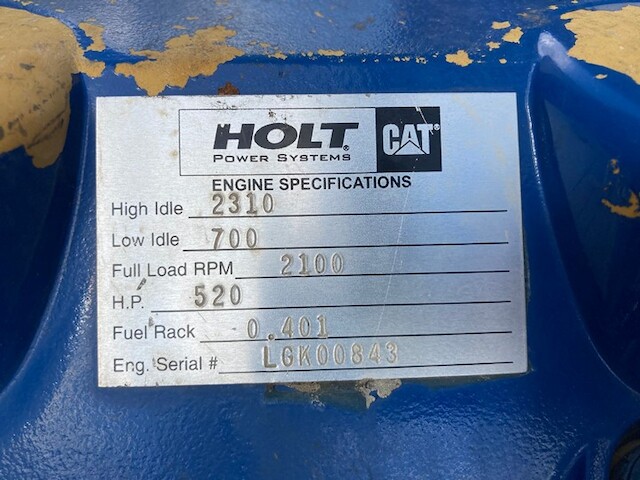 HOLT® CAT®
POWER SYSTEMS
ENGINE SPECIFICATIONS
High Idle 2310
Low Idle 700
Full Load RPM 2100
H.P. 520
Fuel Rack 0.401
Eng. Serial # LGK00843